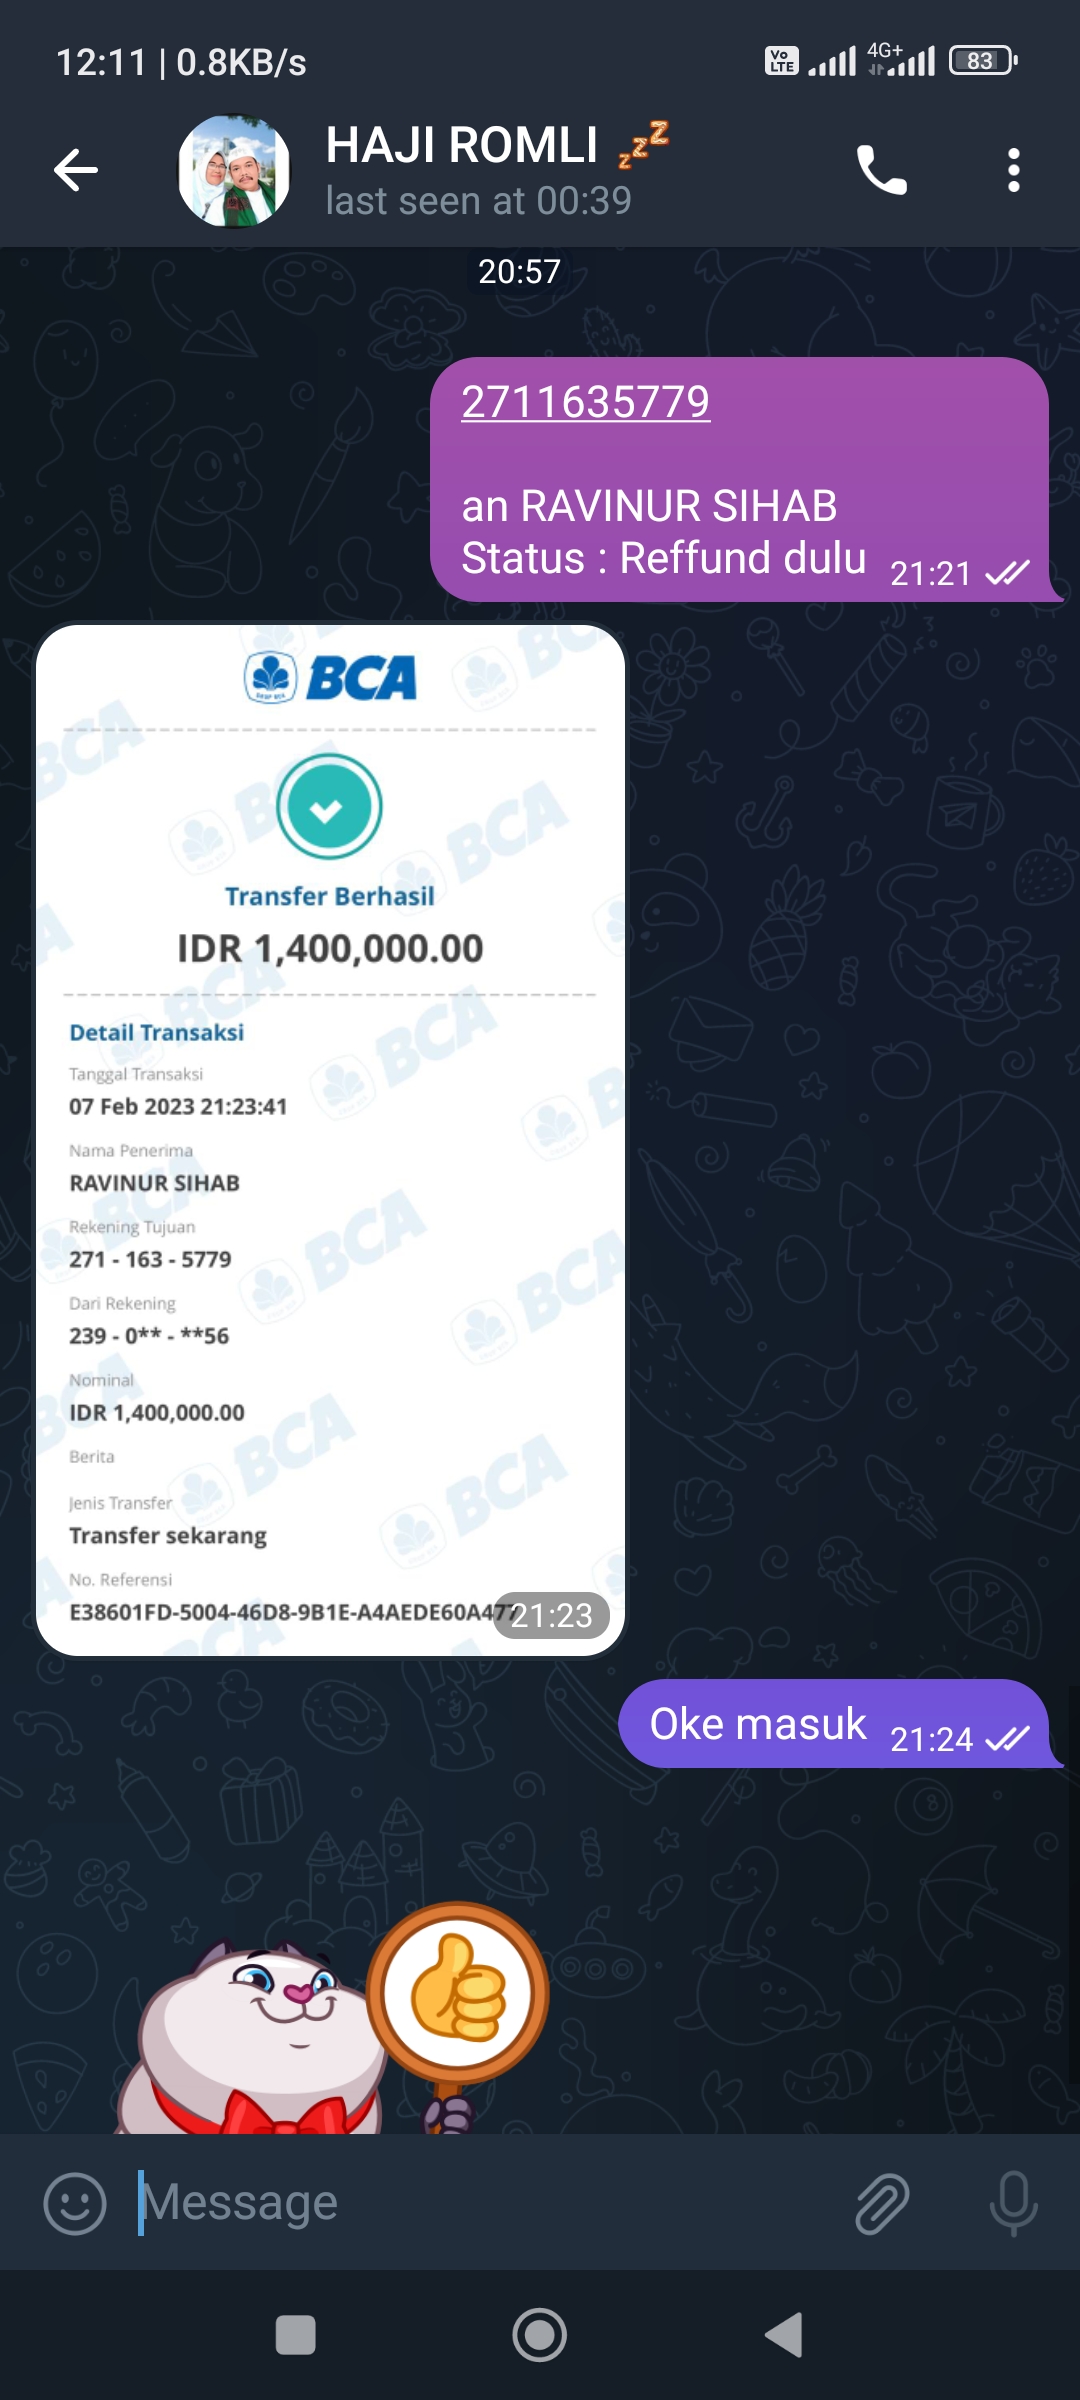 12:11 | 0.8KB/s
Vo LTE 4G+ 83
HAJI ROMLI
last seen at 00:39
20:57
2711635779
an RAVINUR SIHAB
Status : Reffund dulu 21:21
BCA
Transfer Berhasil
IDR 1,400,000.00
Detail Transaksi
Tanggal Transaksi
07 Feb 2023 21:23:41
Nama Penerima
RAVINUR SIHAB
Rekening Tujuan
271 - 163 - 5779
Dari Rekening
239 - 0** - **56
Nominal
IDR 1,400,000.00
Berita
Jenis Transfer
Transfer sekarang
No. Referensi
E38601FD-5004-46D8-9B1E-A4AEDE60A477
21:23
Oke masuk 21:24
Message